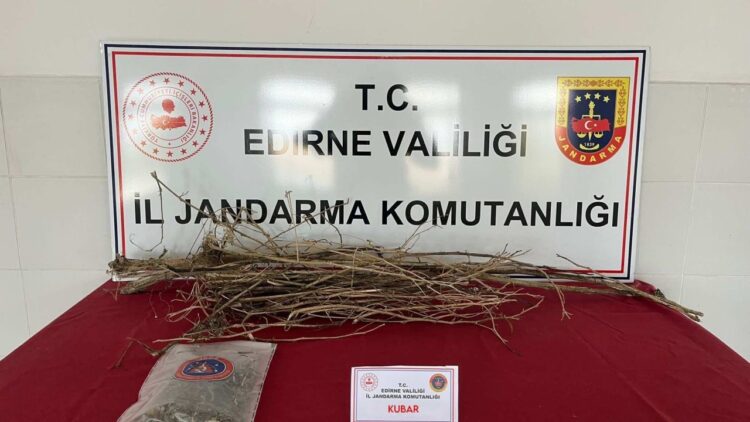 T.C.
EDİRNE VALİLİĞİ
İL JANDARMA KOMUTANLIĞI
JANDARMA
T.C.
EDİRNE VALİLİĞİ
İL JANDARMA KOMUTANLIĞI
KUBAR